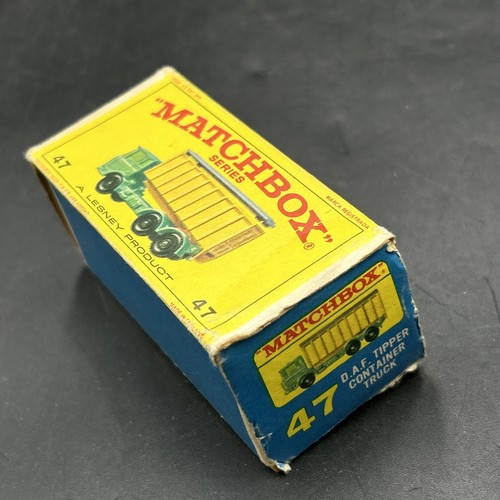 "MATCHBOX"®
SERIES
47
A LESNEY PRODUCT
47
MARCA REGISTRADA
"MATCHBOX"
47
D.A.F. TIPPER
CONTAINER
TRUCK